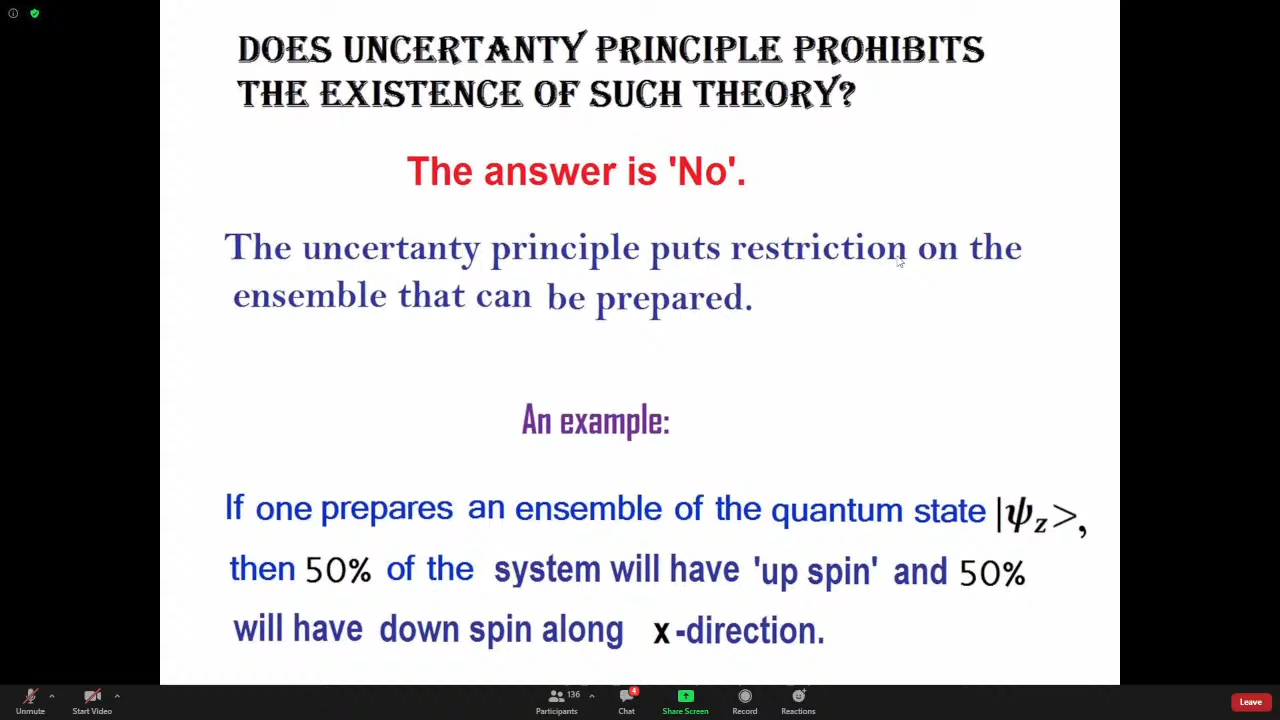 DOES UNCERTANTY PRINCIPLE PROHIBITS
THE EXISTENCE OF SUCH THEORY?
The answer is 'No'.
The uncertanty principle puts restriction on the
ensemble that can be prepared.
An example:
If one prepares an ensemble of the quantum state |ψz>,
then 50% of the system will have 'up spin' and 50%
will have down spin along x-direction.
Unmute
Start Video
136
Participants
4
Chat
Share Screen
Record
Reactions
Leave